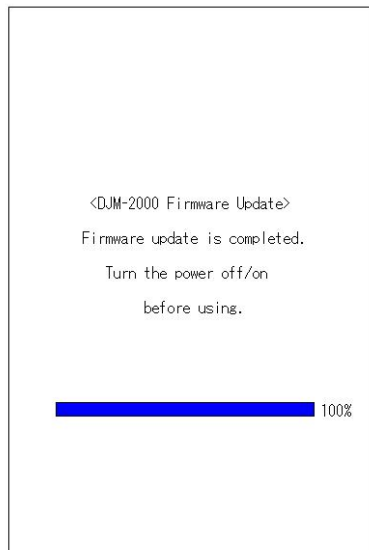 <DJM-2000 Firmware Update>
Firmware update is completed.
Turn the power off/on
before using.
100%